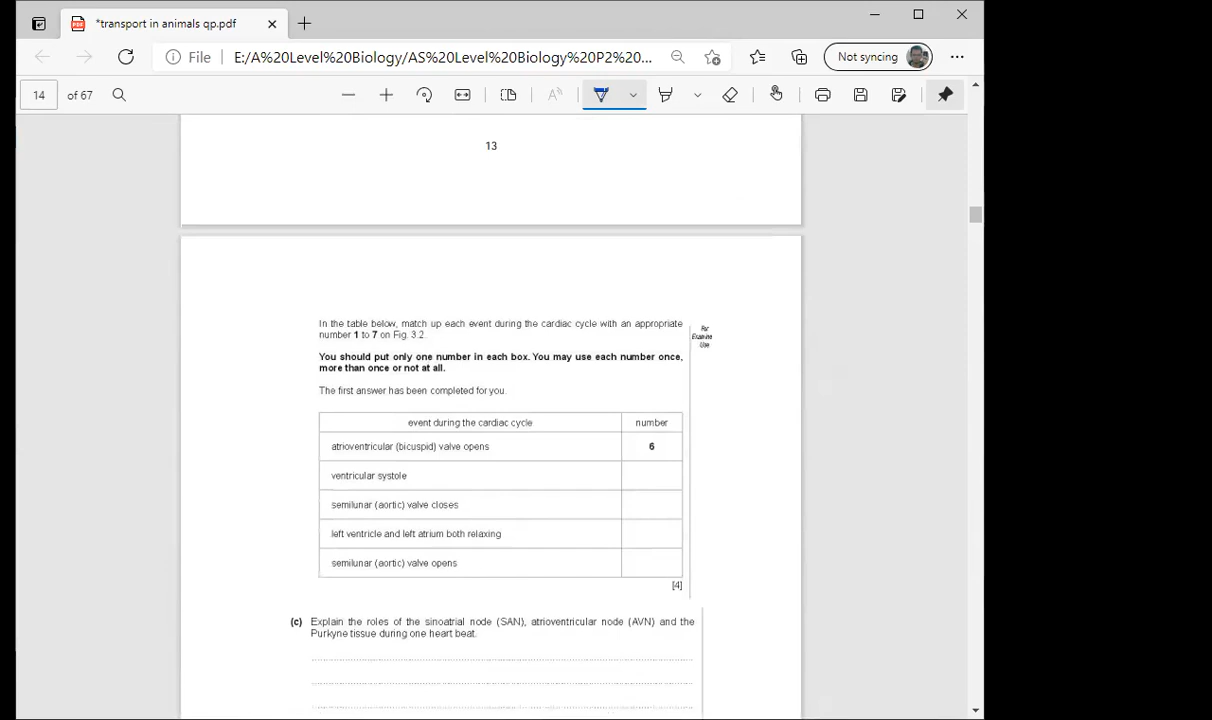 *transport in animals qp.pdf
File
E:/A%20Level%20Biology/AS%20Level%20Biology%20P2%20...
Not syncing
14
of 67
13
In the table below, match up each event during the cardiac cycle with an appropriate
number 1 to 7 on Fig. 3.2.
For
Examine
Use
You should put only one number in each box. You may use each number once,
more than once or not at all.
The first answer has been completed for you.
event during the cardiac cycle number
atrioventricular (bicuspid) valve opens 6
ventricular systole
semilunar (aortic) valve closes
left ventricle and left atrium both relaxing
semilunar (aortic) valve opens
[4]
(c) Explain the roles of the sinoatrial node (SAN), atrioventricular node (AVN) and the
Purkyne tissue during one heart beat.